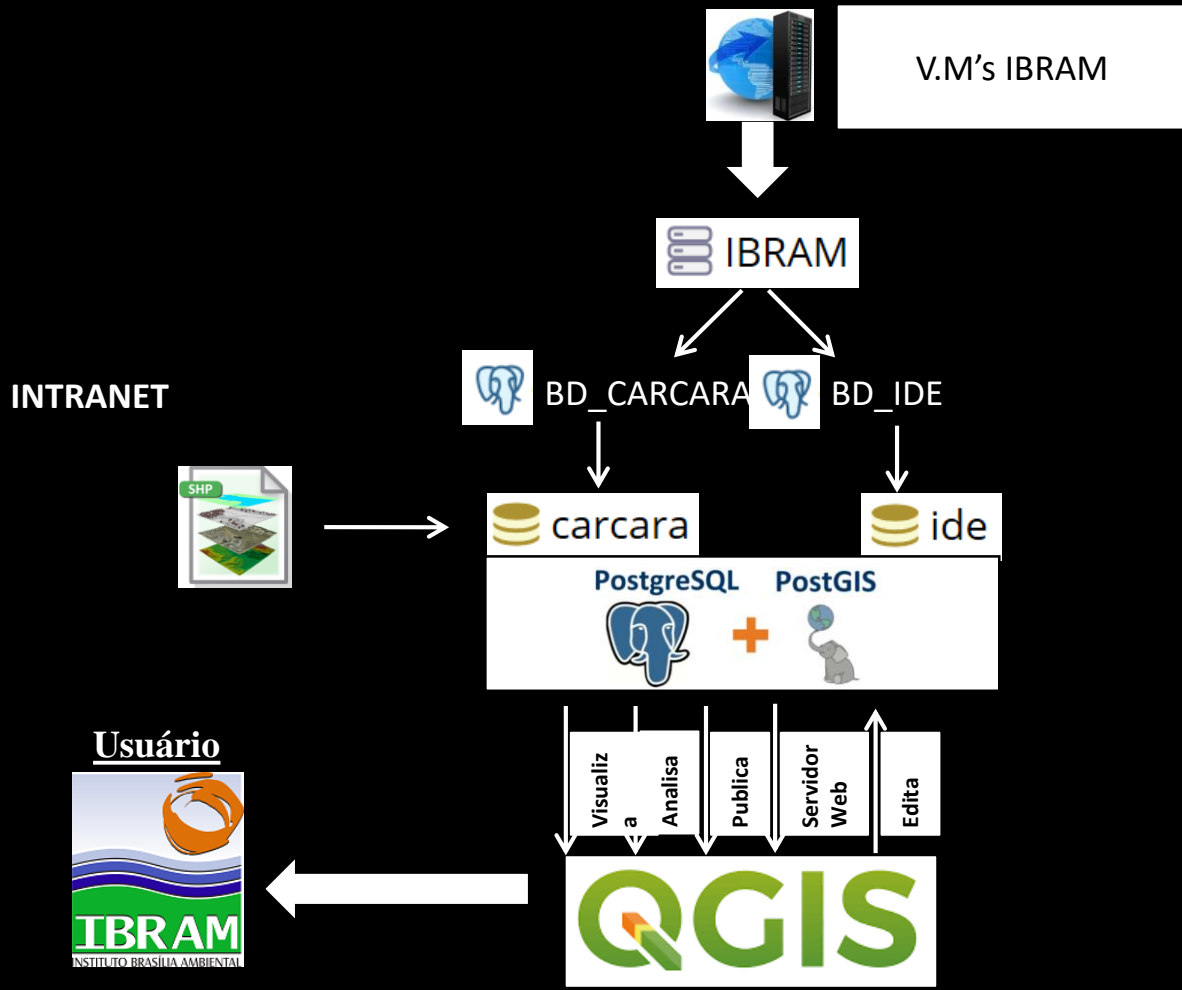 V.M's IBRAM
IBRAM
INTRANET
BD_CARCARA
BD_IDE
SHP
carcara
ide
PostgreSQL
PostGIS
+
Usuário
Visualiz
a
Analisa
Publica
Servidor
Web
Edita
IBRAM
INSTITUTO BRASÍLIA AMBIENTAL
QGIS